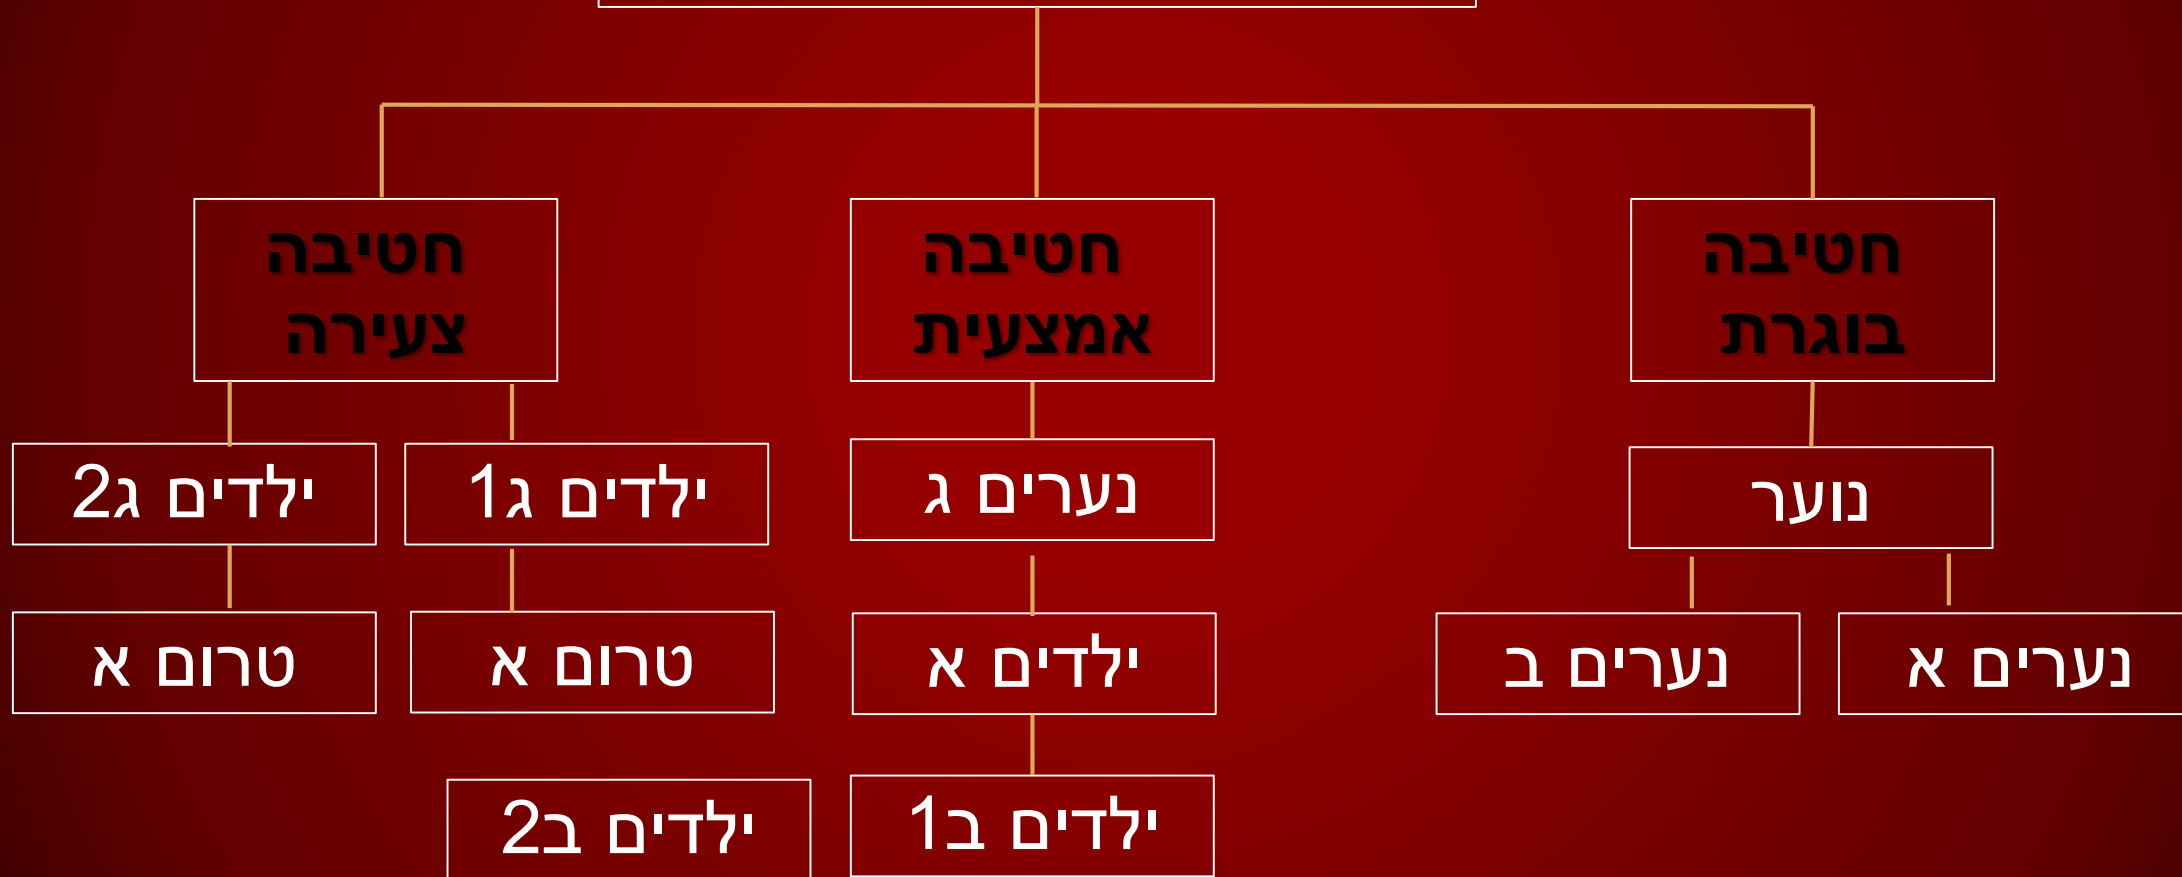 חטיבה
בוגרת
חטיבה
אמצעית
חטיבה
צעירה
נוער
נערים ג
ילדים ג1
ילדים ג2
נערים א
נערים ב
ילדים א
טרום א
טרום א
ילדים ב1
ילדים ב2